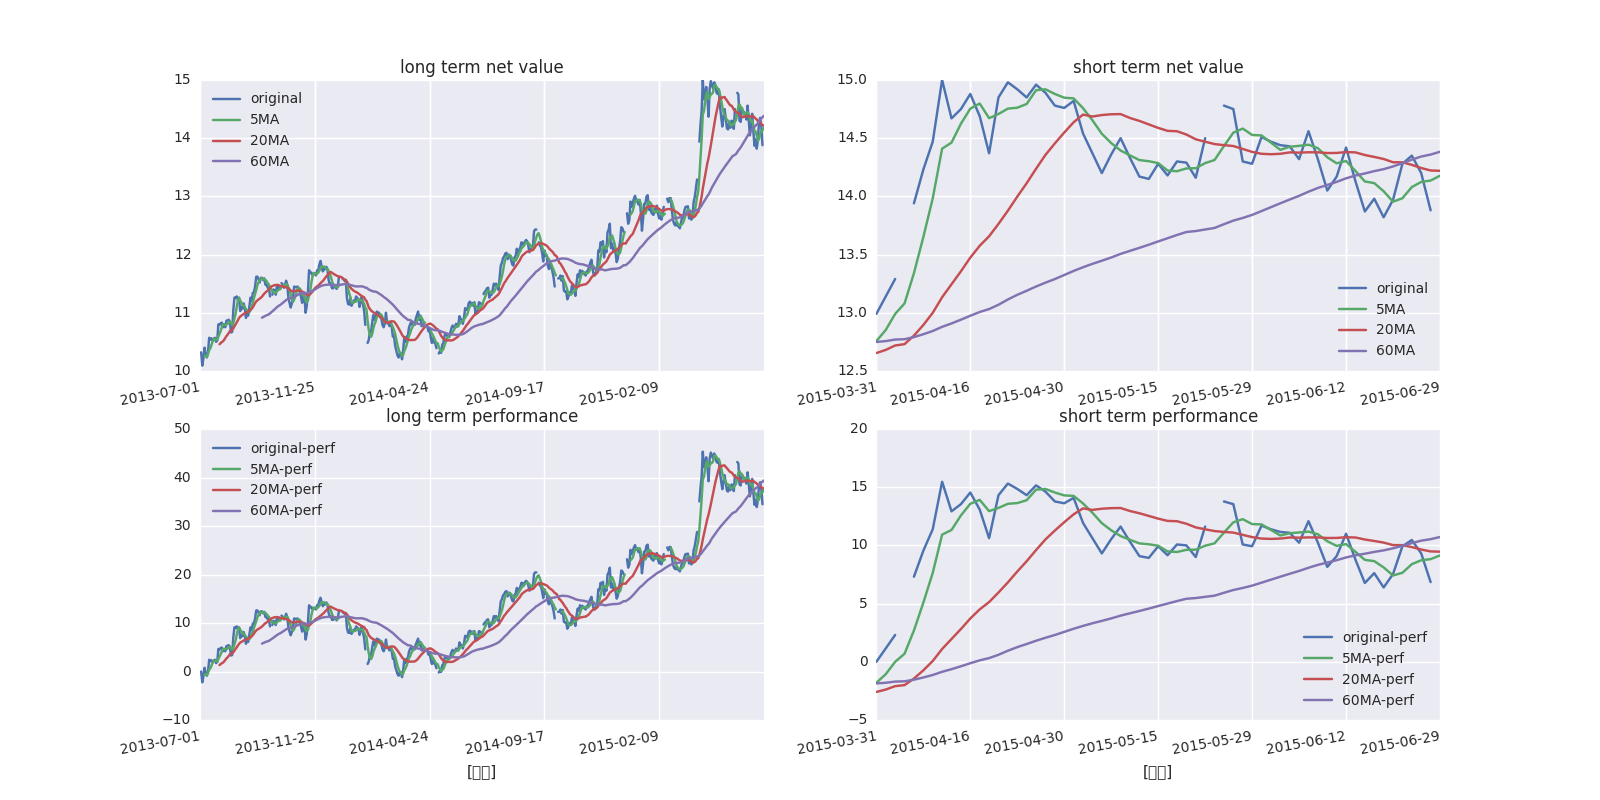 long term net value
15
14
13
12
11
10
original
5MA
20MA
60MA
2013-07-01
2013-11-25
2014-04-24
2014-09-17
2015-02-09
short term net value
15.0
14.5
14.0
13.5
13.0
12.5
original
5MA
20MA
60MA
2015-03-31
2015-04-16
2015-04-30
2015-05-15
2015-05-29
2015-06-12
2015-06-29
long term performance
50
40
30
20
10
0
−10
original-perf
5MA-perf
20MA-perf
60MA-perf
2013-07-01
2013-11-25
2014-04-24
2014-09-17
2015-02-09
short term performance
20
15
10
5
0
−5
original-perf
5MA-perf
20MA-perf
60MA-perf
2015-03-31
2015-04-16
2015-04-30
2015-05-15
2015-05-29
2015-06-12
2015-06-29